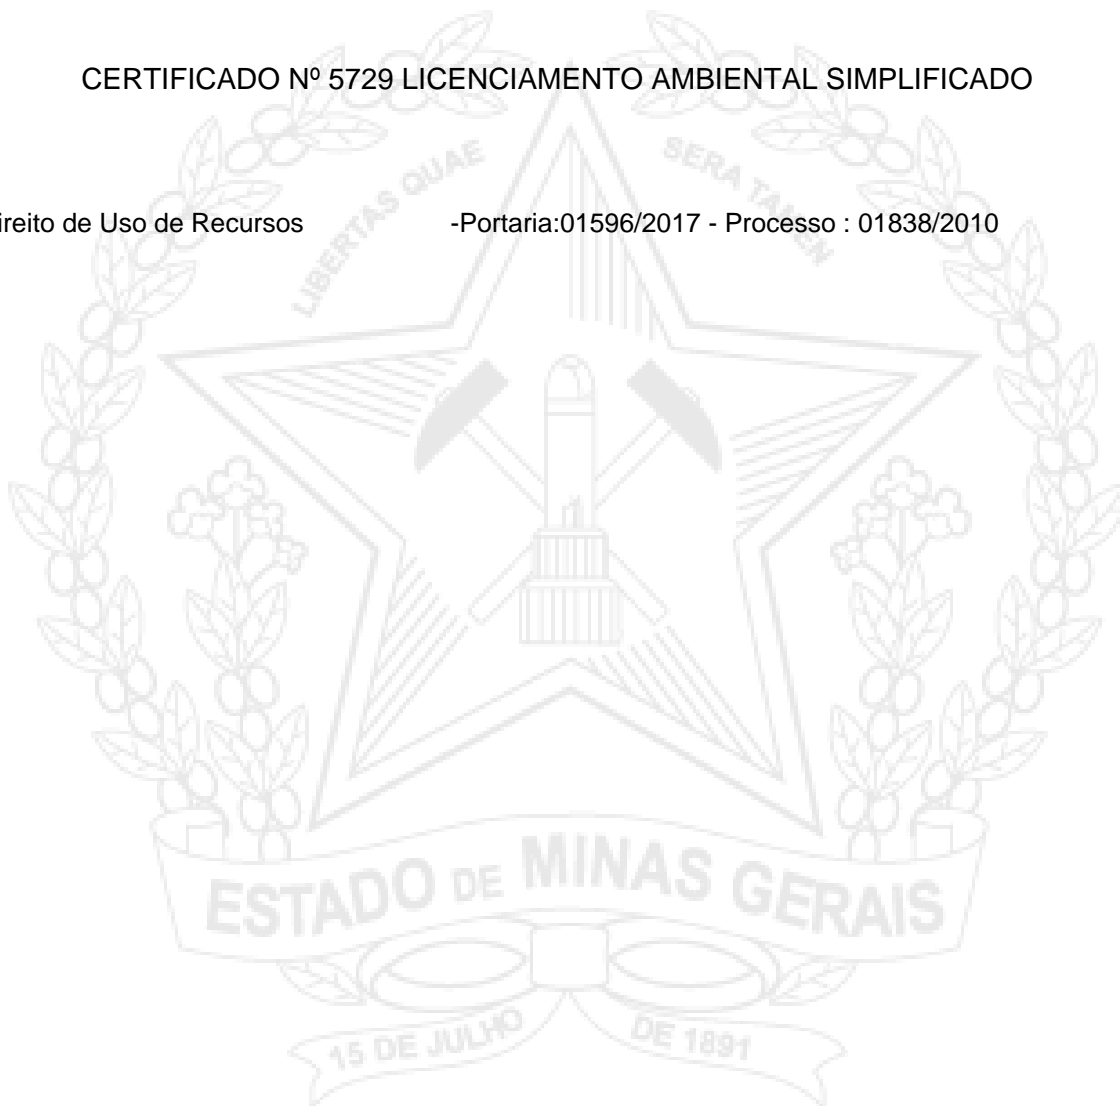 CERTIFICADO Nº 5729 LICENCIAMENTO AMBIENTAL SIMPLIFICADO
LIBERTAS QUAE SERA TAMEN
ireito de Uso de Recursos -Portaria:01596/2017 - Processo : 01838/2010
ESTADO DE MINAS GERAIS
15 DE JULHO DE 1891